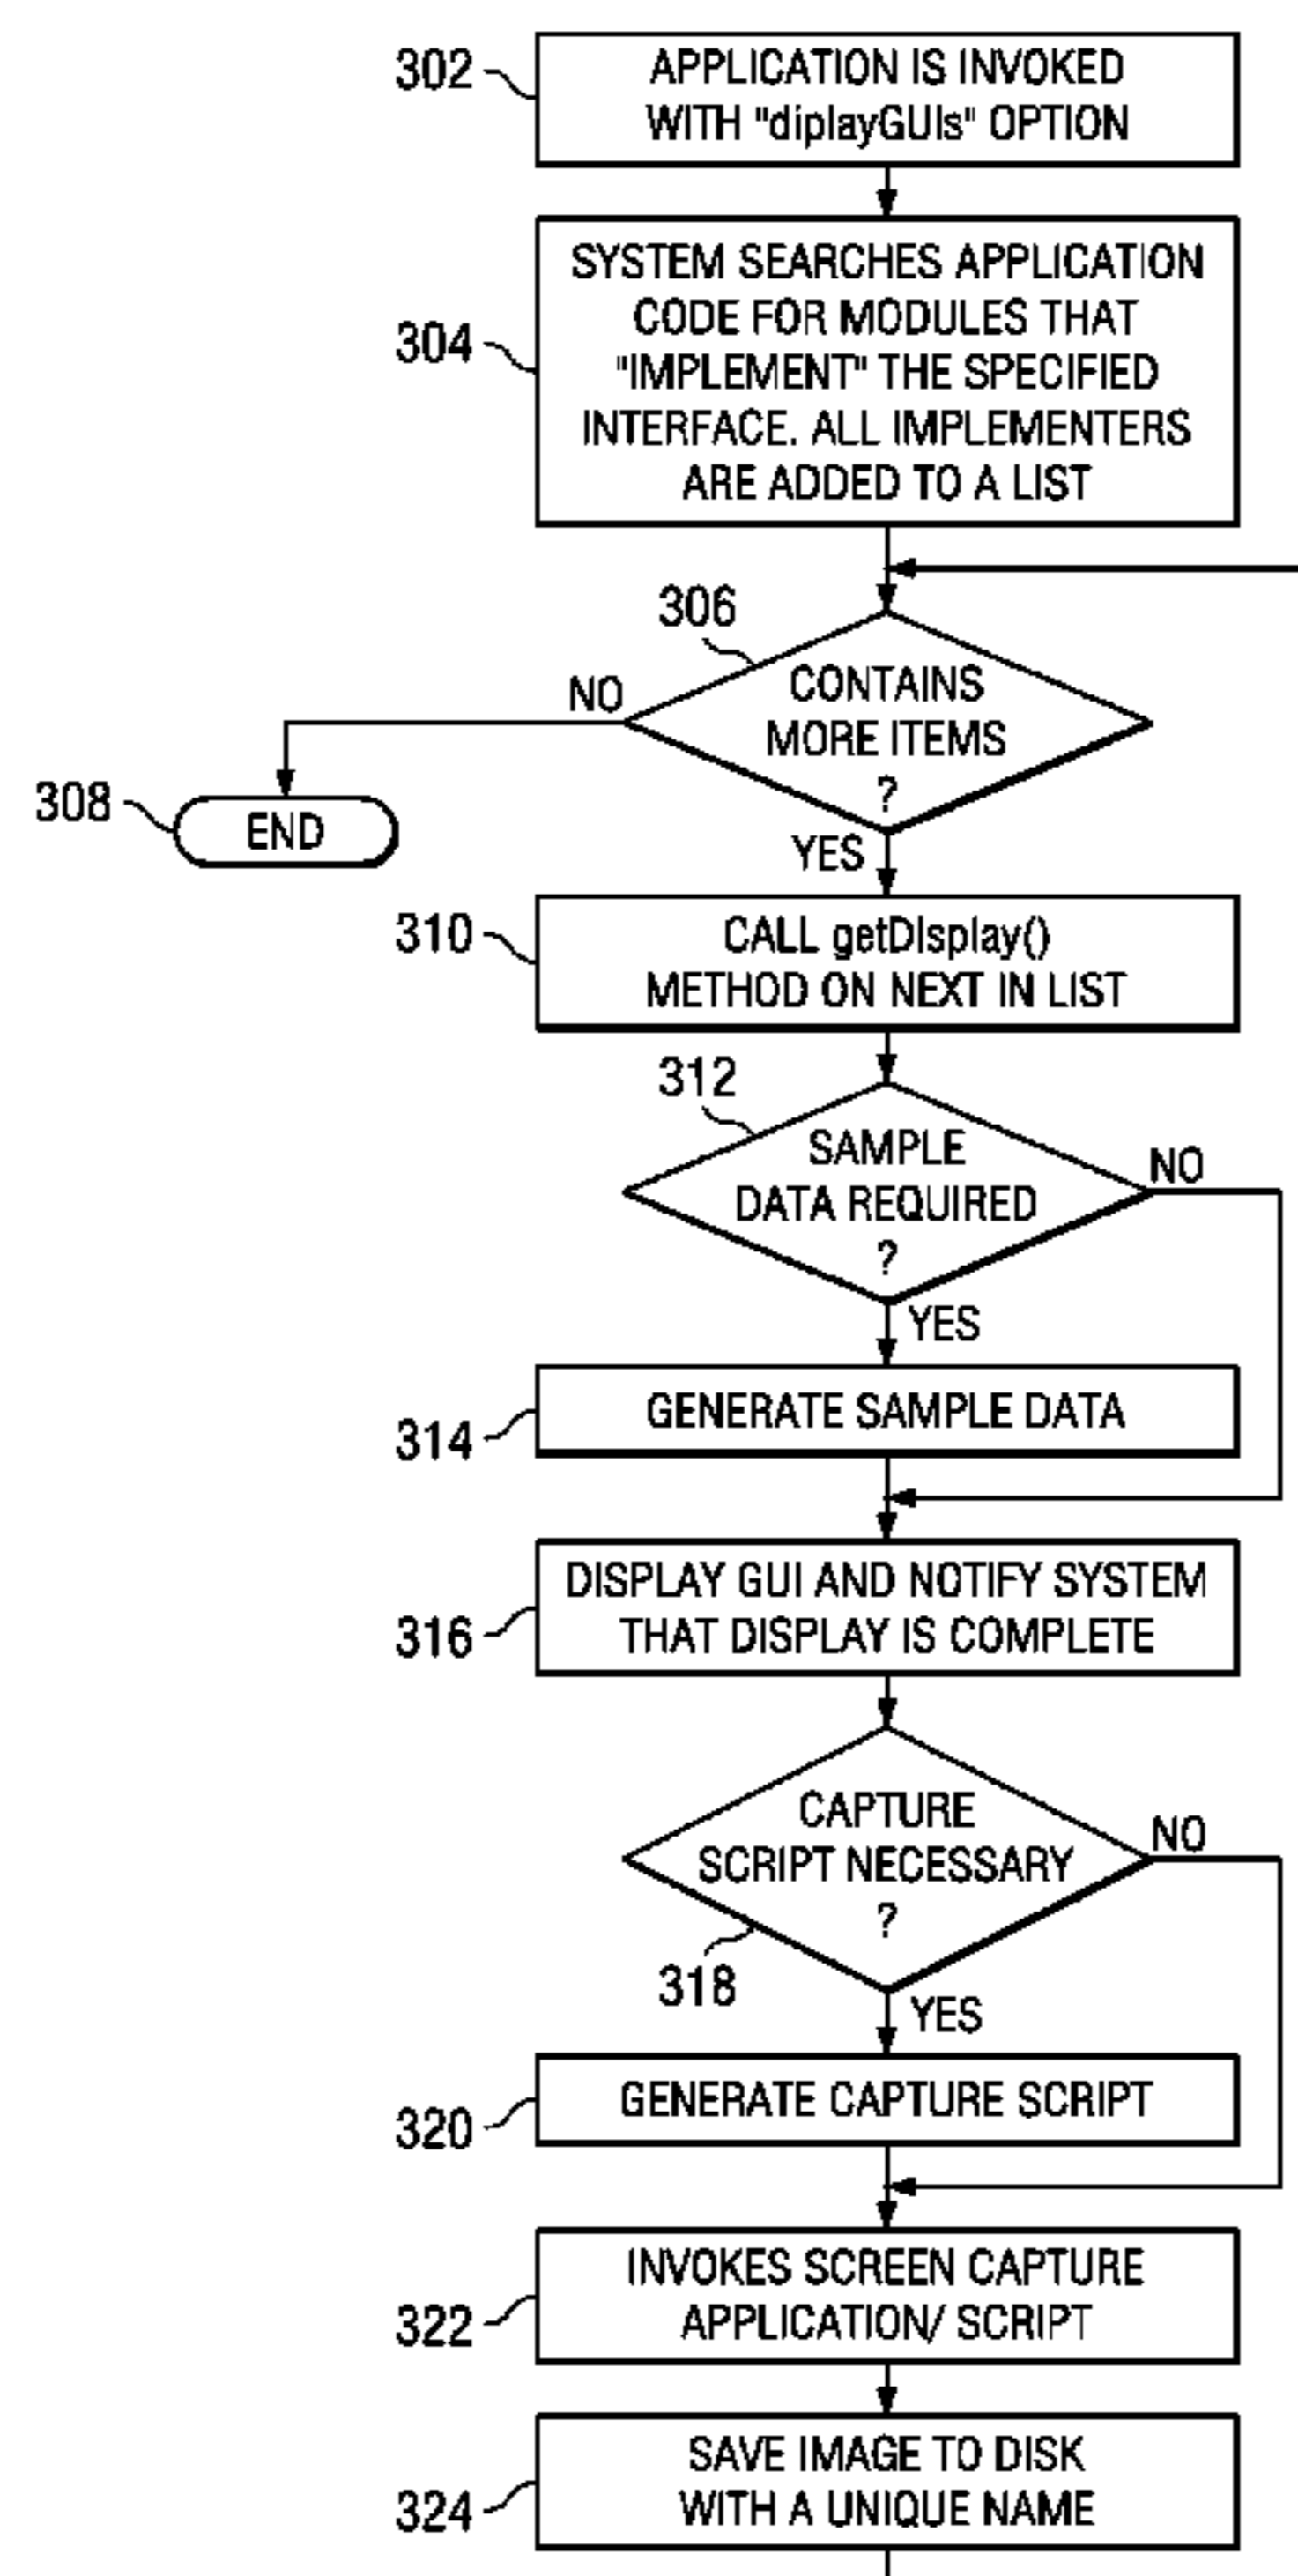 302
APPLICATION IS INVOKED
WITH "diplayGUIs" OPTION
304
SYSTEM SEARCHES APPLICATION
CODE FOR MODULES THAT
"IMPLEMENT" THE SPECIFIED
INTERFACE. ALL IMPLEMENTERS
ARE ADDED TO A LIST
306
CONTAINS
MORE ITEMS
?
NO
308
END
YES
310
CALL getDIsplay()
METHOD ON NEXT IN LIST
312
SAMPLE
DATA REQUIRED
?
NO
YES
314
GENERATE SAMPLE DATA
316
DISPLAY GUI AND NOTIFY SYSTEM
THAT DISPLAY IS COMPLETE
CAPTURE
SCRIPT NECESSARY
?
NO
318
YES
320
GENERATE CAPTURE SCRIPT
322
INVOKES SCREEN CAPTURE
APPLICATION/ SCRIPT
324
SAVE IMAGE TO DISK
WITH A UNIQUE NAME